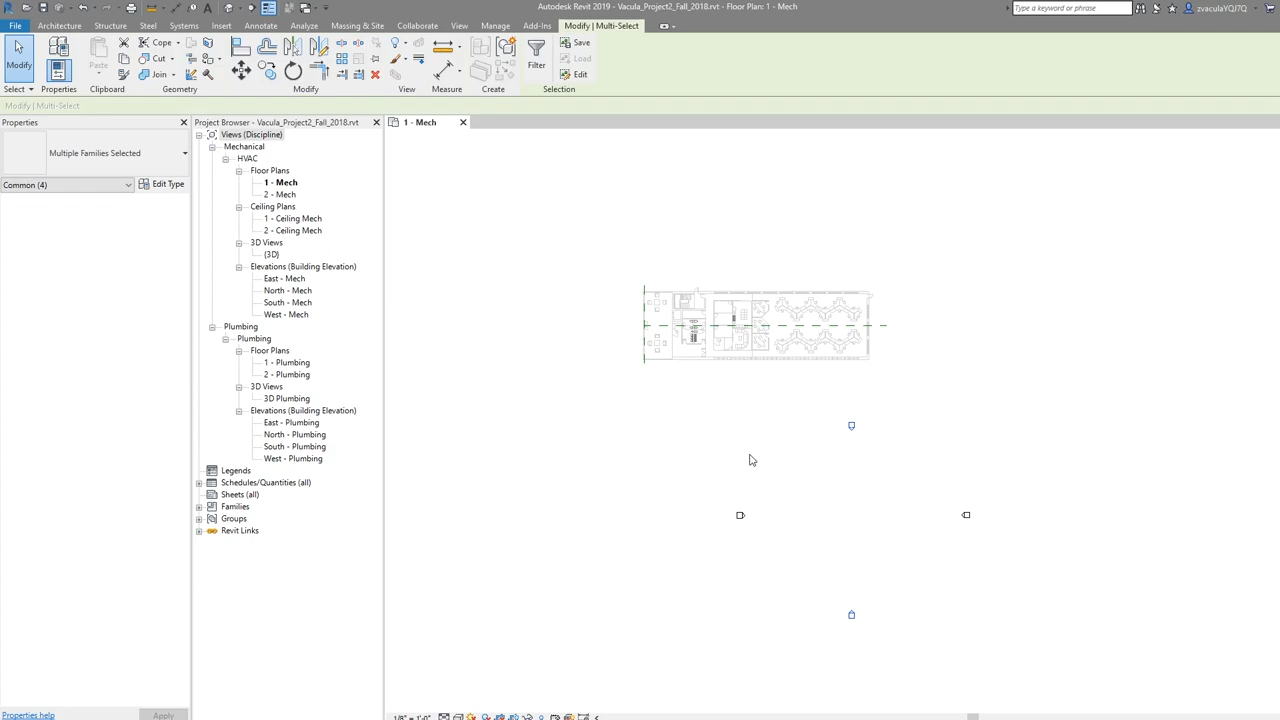 Autodesk Revit 2019 - Vacula_Project2_Fall_2018.rvt - Floor Plan: 1 - Mech
Type a keyword or phrase
zvaculaYQJ7Q
File Architecture Structure Steel Systems Insert Annotate Analyze Massing & Site Collaborate View Manage Add-Ins Modify | Multi-Select
Modify Properties Paste Cope Cut Join Filter Save Load Edit
Select Properties Clipboard Geometry Modify View Measure Create Selection
Modify | Multi-Select
Properties
Multiple Families Selected
Common (4)
Edit Type
Project Browser - Vacula_Project2_Fall_2018.rvt
1 - Mech
Views (Discipline)
Mechanical
HVAC
Floor Plans
1 - Mech
2 - Mech
Ceiling Plans
1 - Ceiling Mech
2 - Ceiling Mech
3D Views
{3D}
Elevations (Building Elevation)
East - Mech
North - Mech
South - Mech
West - Mech
Plumbing
Plumbing
Floor Plans
1 - Plumbing
2 - Plumbing
3D Views
3D Plumbing
Elevations (Building Elevation)
East - Plumbing
North - Plumbing
South - Plumbing
West - Plumbing
Legends
Schedules/Quantities (all)
Sheets (all)
Families
Groups
Revit Links
Properties help
Apply
1/8" = 1'-0"